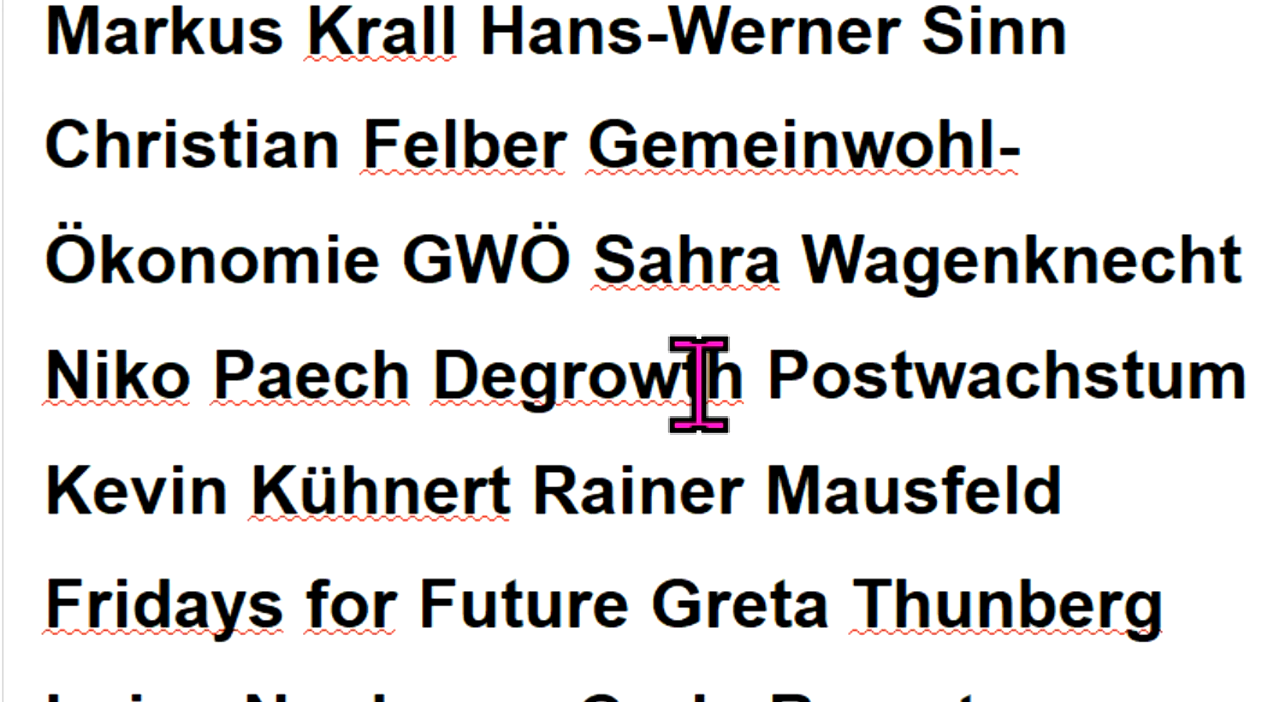 Markus Krall Hans-Werner Sinn
Christian Felber Gemeinwohl-
Ökonomie GWÖ Sahra Wagenknecht
Niko Paech Degrowth Postwachstum
Kevin Kühnert Rainer Mausfeld
Fridays for Future Greta Thunberg